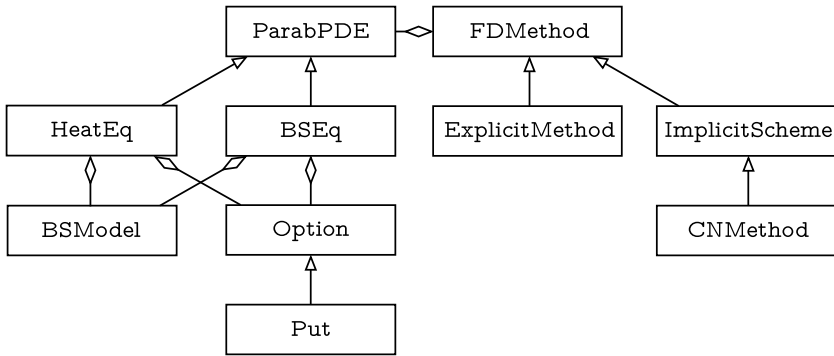 ParabPDE
FDMethod
HeatEq
BSEq
ExplicitMethod
ImplicitScheme
BSModel
Option
CNMethod
Put